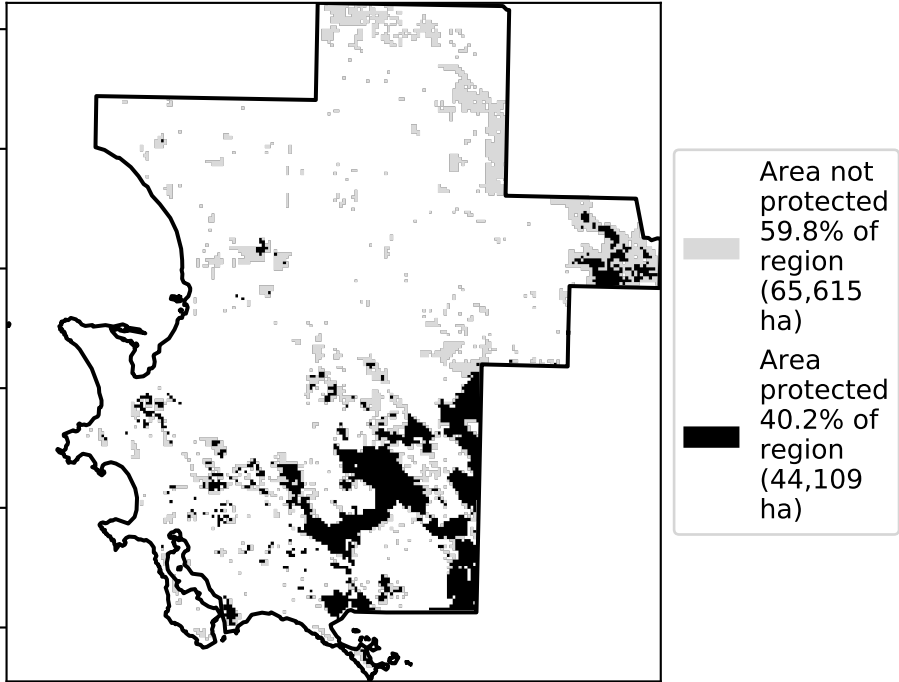 Area not
protected
59.8% of
region
(65,615
ha)
Area
protected
40.2% of
region
(44,109
ha)